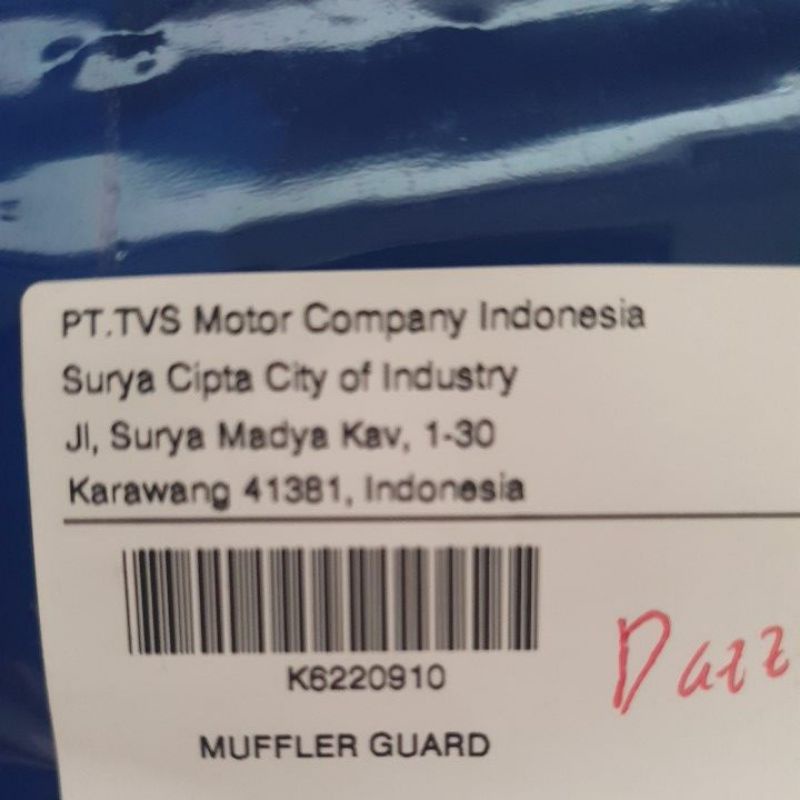 PT.TVS Motor Company Indonesia
Surya Cipta City of Industry
Jl, Surya Madya Kav, 1-30
Karawang 41381, Indonesia
K6220910
Dazz
MUFFLER GUARD